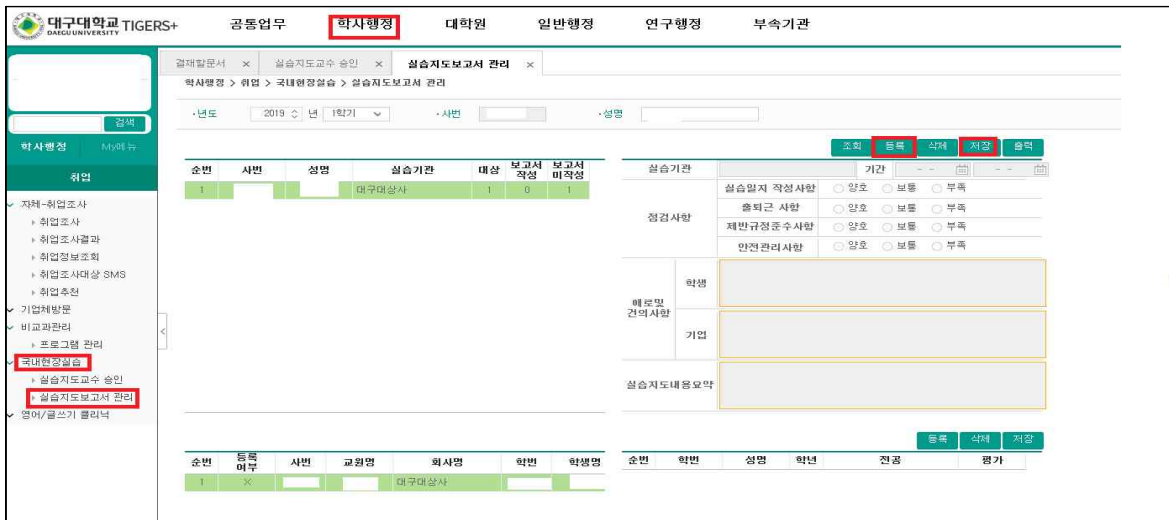 대구대학교 TIGERS+
DAEGU UNIVERSITY
공통업무 학사행정 대학원 일반행정 연구행정 부속기관
결재할문서 × 실습지도교수 승인 × 실습지도보고서 관리 ×
학사행정 > 취업 > 국내현장실습 > 실습지도보고서 관리
검색
학사행정 My메뉴
취업
자체-취업조사
취업조사
취업조사결과
취업정보조회
취업조사대상 SMS
취업추천
기업체방문
비교과관리
프로그램 관리
국내현장실습
실습지도교수 승인
실습지도보고서 관리
영어/글쓰기 클리닉
·년도 2019 년 1학기 ·사번 ·성명
조회 등록 삭제 저장 출력
순번 사번 성명 실습기관 대상 보고서 작성 보고서 미작성
1 대구대상사 1 0 1
실습기관 기간 - - - -
점검사항
실습일지 작성사항 양호 보통 부족
출퇴근 사항 양호 보통 부족
제반규정준수사항 양호 보통 부족
안전관리사항 양호 보통 부족
애로및
건의사항
학생
기업
실습지도내용요약
등록 삭제 저장
순번 등록 여부 사번 교원명 회사명 학번 학생명
1 × 대구대상사
순번 학번 성명 학년 전공 평가